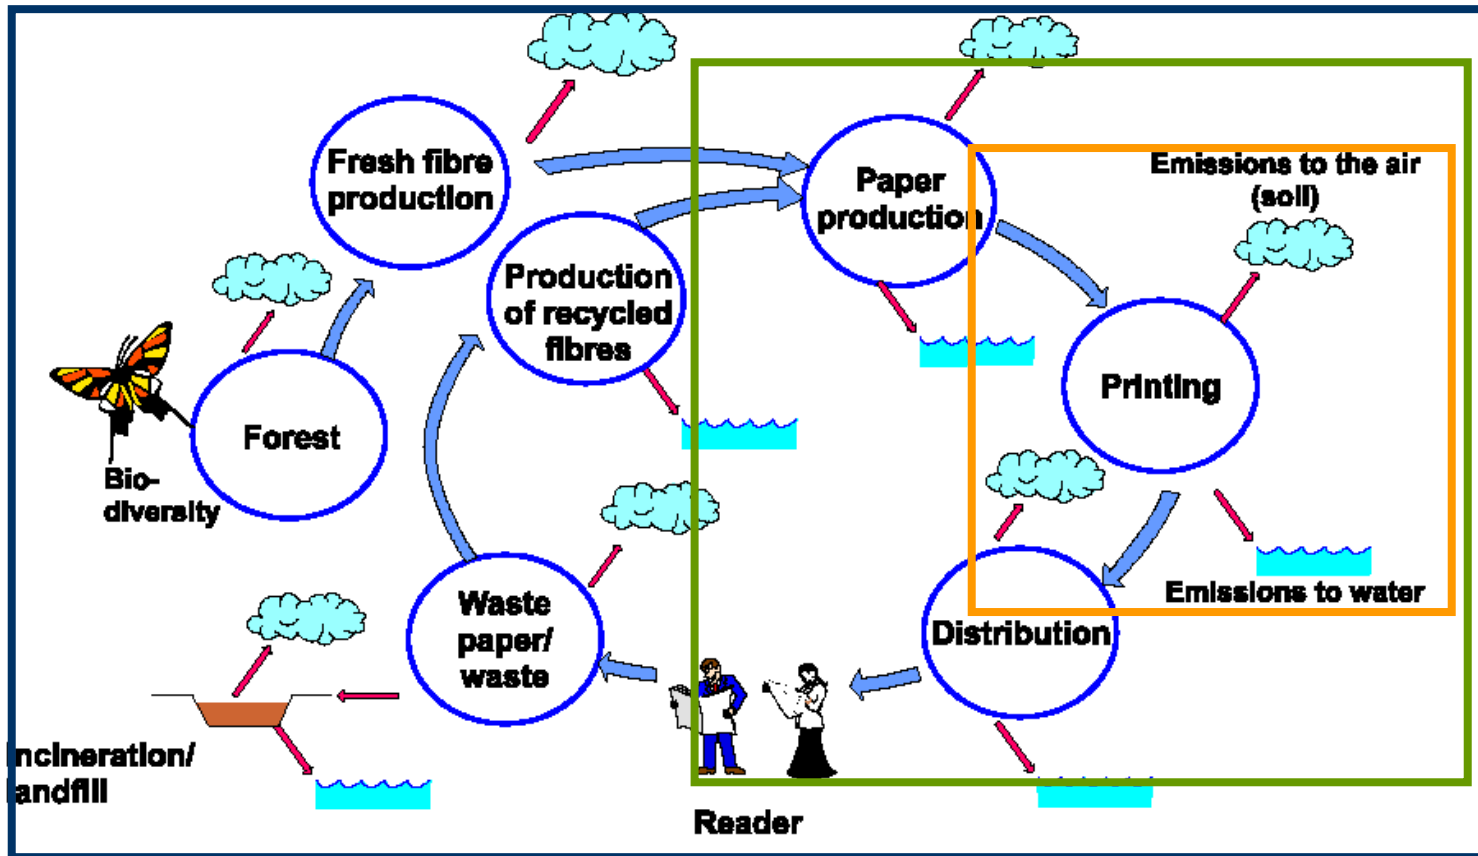 Fresh fibre
production
Paper
production
Emissions to the air
(soil)
Production
of recycled
fibres
Printing
Forest
Bio-
diversity
Waste
paper/
waste
Distribution
Emissions to water
Incineration/
landfill
Reader